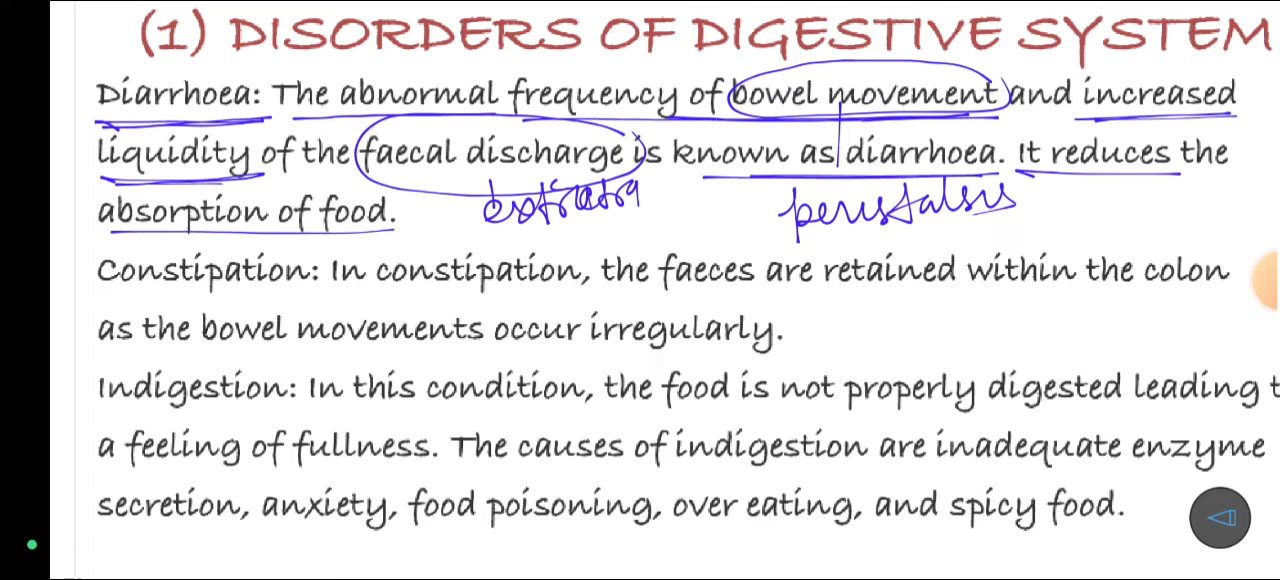 (1) DISORDERS OF DIGESTIVE SYSTEM
Diarrhoea: The abnormal frequency of bowel movement and increased
liquidity of the faecal discharge is known as diarrhoea. It reduces the
absorption of food.
peristalsis
Constipation: In constipation, the faeces are retained within the colon
as the bowel movements occur irregularly.
Indigestion: In this condition, the food is not properly digested leading t
a feeling of fullness. The causes of indigestion are inadequate enzyme
secretion, anxiety, food poisoning, over eating, and spicy food.